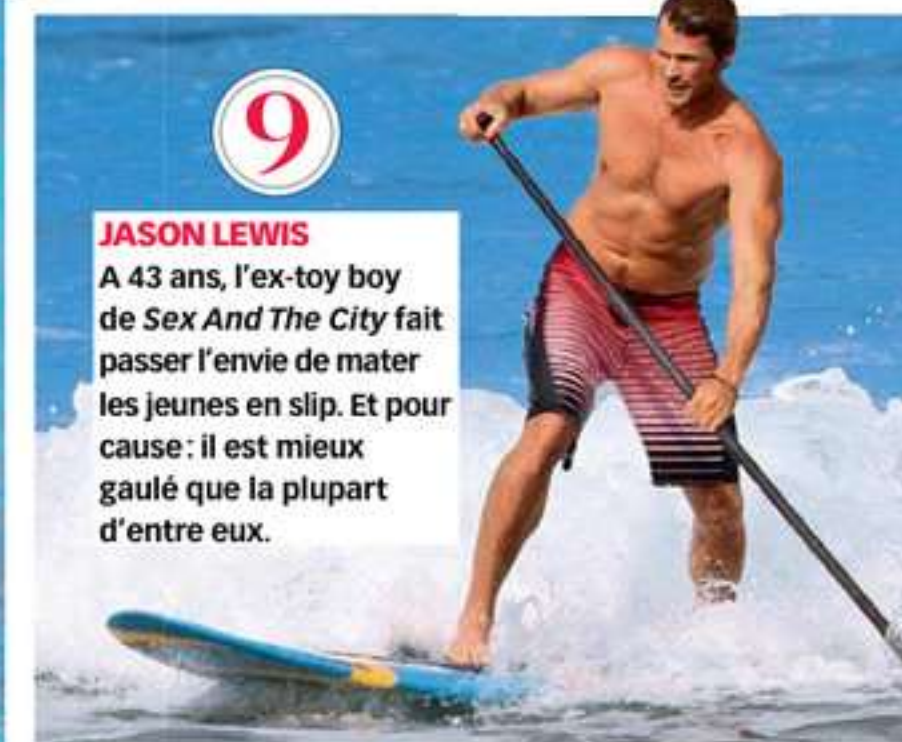 9
JASON LEWIS
A 43 ans, l'ex-toy boy
de Sex And The City fait
passer l'envie de mater
les jeunes en slip. Et pour
cause: il est mieux
gaulé que la plupart
d'entre eux.